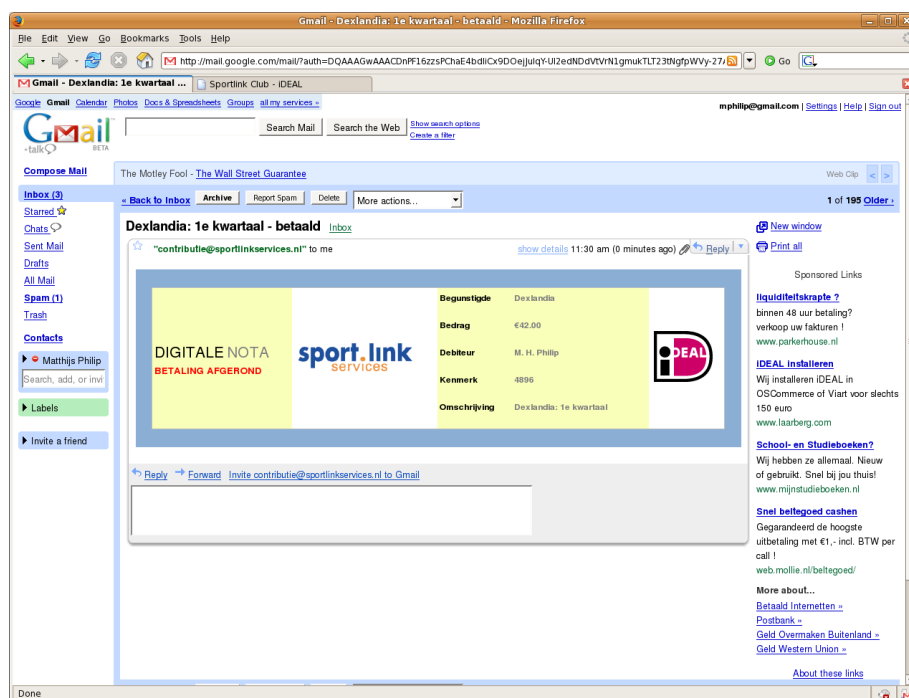 Gmail - Dexlandia: 1e kwartaal - betaald - Mozilla Firefox
File Edit View Go Bookmarks Tools Help
Go
Gmail - Dexlandia: 1e kwartaal ... Sportlink Club - iDEAL
Google Gmail Calendar Photos Docs & Spreadsheets Groups all my services »
mphilip@gmail.com | Settings | Help | Sign out
Gmail
+talk BETA
Search Mail Search the Web Show search options
Create a filter
Compose Mail
Inbox (3)
Starred
Chats
Sent Mail
Drafts
All Mail
Spam (1)
Trash
Contacts
Matthijs Philip
Search, add, or invi
Labels
Invite a friend
The Motley Fool - The Wall Street Guarantee
Web Clip < >
« Back to Inbox Archive Report Spam Delete More actions...
1 of 195 Older ›
Dexlandia: 1e kwartaal - betaald Inbox
"contributie@sportlinkservices.nl" to me
show details 11:30 am (0 minutes ago) Reply
DIGITALE NOTA
BETALING AFGEROND
sport.link
services
Begunstigde Dexlandia
Bedrag €42.00
Debiteur M. H. Philip
Kenmerk 4896
Omschrijving Dexlandia: 1e kwartaal
iDEAL
Reply Forward Invite contributie@sportlinkservices.nl to Gmail
New window
Print all
Sponsored Links
liquiditeitskrapte ?
binnen 48 uur betaling?
verkoop uw fakturen !
www.parkerhouse.nl
iDEAL installeren
Wij installeren iDEAL in
OSCommerce of Viart voor slechts
150 euro
www.laarberg.com
School- en Studieboeken?
Wij hebben ze allemaal. Nieuw
of gebruikt. Snel bij jou thuis!
www.mijnstudieboeken.nl
Snel beltegoed cashen
Gegarandeerd de hoogste
uitbetaling met €1,- incl. BTW per
call !
web.mollie.nl/beltegoed/
More about...
Betaald Internetten »
Postbank »
Geld Overmaken Buitenland »
Geld Western Union »
About these links
Done